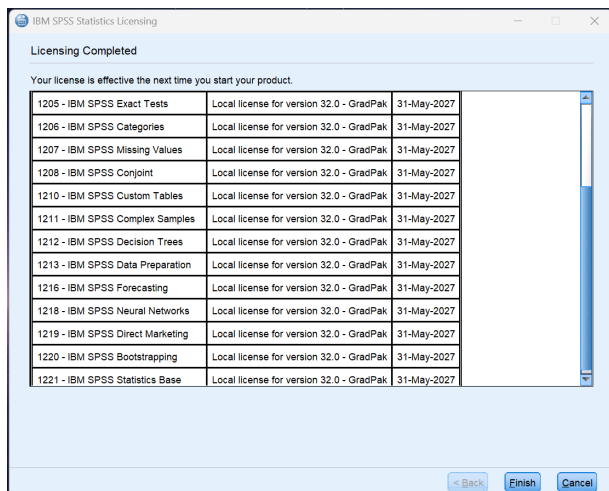 IBM SPSS Statistics Licensing
Licensing Completed
Your license is effective the next time you start your product.
1205 - IBM SPSS Exact Tests Local license for version 32.0 - GradPak 31-May-2027
1206 - IBM SPSS Categories Local license for version 32.0 - GradPak 31-May-2027
1207 - IBM SPSS Missing Values Local license for version 32.0 - GradPak 31-May-2027
1208 - IBM SPSS Conjoint Local license for version 32.0 - GradPak 31-May-2027
1210 - IBM SPSS Custom Tables Local license for version 32.0 - GradPak 31-May-2027
1211 - IBM SPSS Complex Samples Local license for version 32.0 - GradPak 31-May-2027
1212 - IBM SPSS Decision Trees Local license for version 32.0 - GradPak 31-May-2027
1213 - IBM SPSS Data Preparation Local license for version 32.0 - GradPak 31-May-2027
1216 - IBM SPSS Forecasting Local license for version 32.0 - GradPak 31-May-2027
1218 - IBM SPSS Neural Networks Local license for version 32.0 - GradPak 31-May-2027
1219 - IBM SPSS Direct Marketing Local license for version 32.0 - GradPak 31-May-2027
1220 - IBM SPSS Bootstrapping Local license for version 32.0 - GradPak 31-May-2027
1221 - IBM SPSS Statistics Base Local license for version 32.0 - GradPak 31-May-2027
< Back Finish Cancel